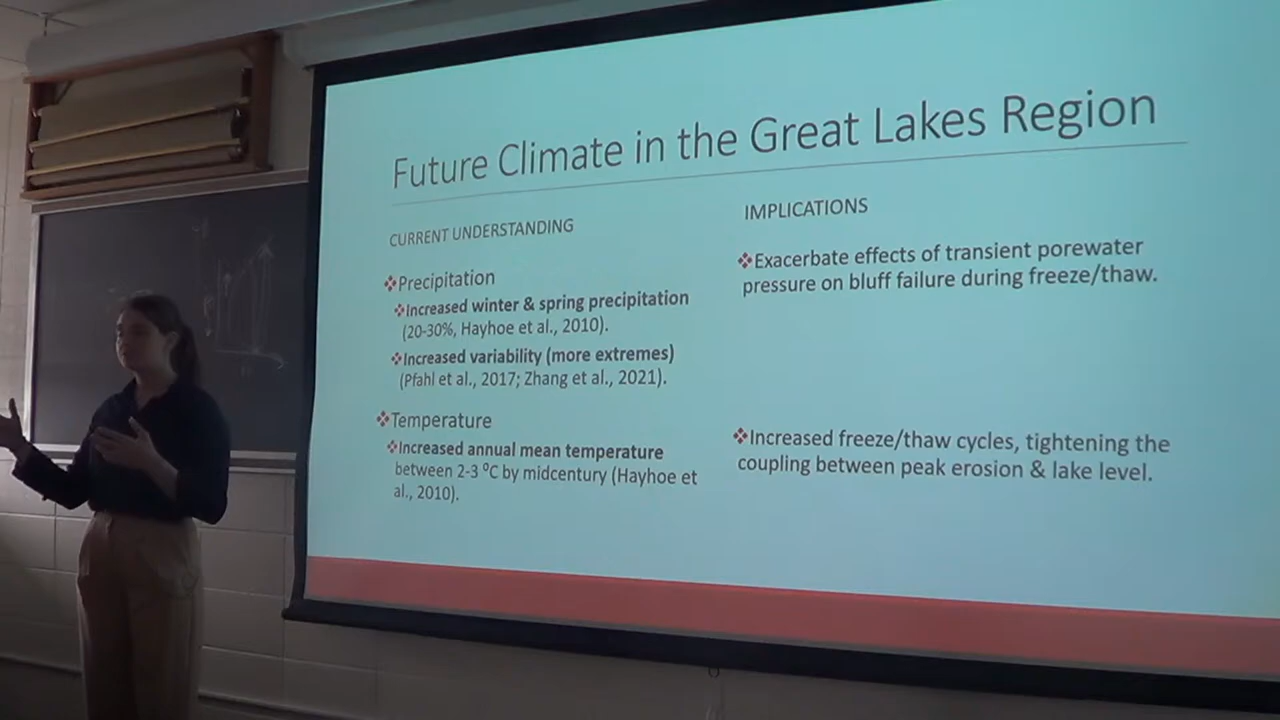 Future Climate in the Great Lakes Region
CURRENT UNDERSTANDING
❖Precipitation
❖Increased winter & spring precipitation
(20-30%, Hayhoe et al., 2010).
❖Increased variability (more extremes)
(Pfahl et al., 2017; Zhang et al., 2021).
❖Temperature
❖Increased annual mean temperature
between 2-3 ⁰C by midcentury (Hayhoe et
al., 2010).
IMPLICATIONS
❖Exacerbate effects of transient porewater
pressure on bluff failure during freeze/thaw.
❖Increased freeze/thaw cycles, tightening the
coupling between peak erosion & lake level.